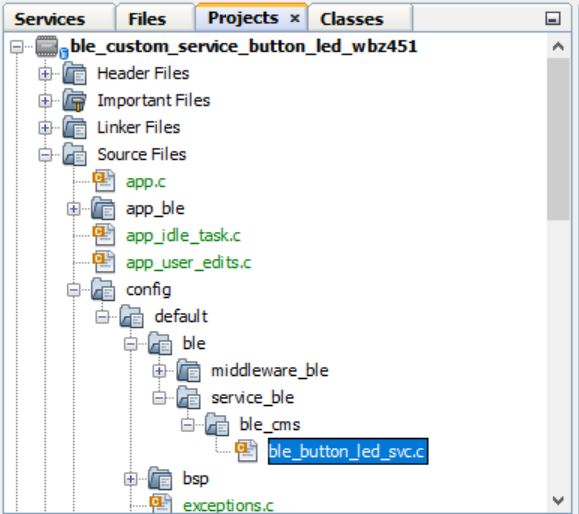 Services Files Projects × Classes
ble_custom_service_button_led_wbz451
Header Files
Important Files
Linker Files
Source Files
app.c
app_ble
app_idle_task.c
app_user_edits.c
config
default
ble
middleware_ble
service_ble
ble_cms
ble_button_led_svc.c
bsp
exceptions.c